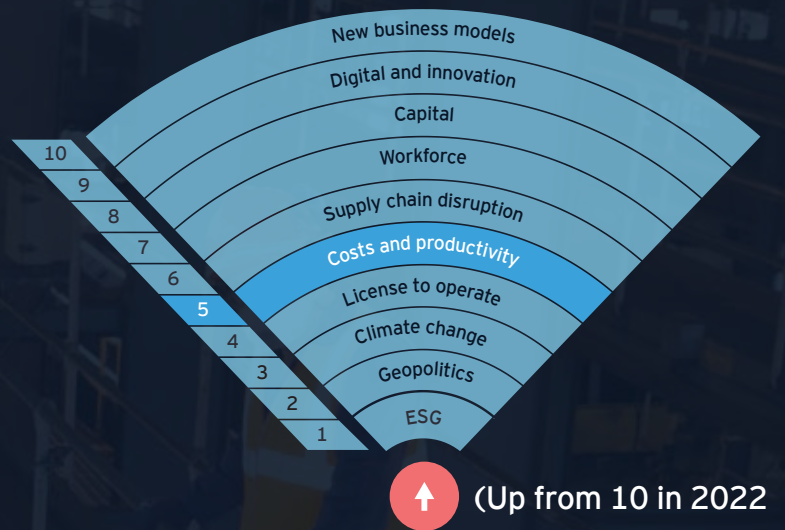 New business models
Digital and innovation
Capital
Workforce
Supply chain disruption
Costs and productivity
License to operate
Climate change
Geopolitics
ESG
10
9
8
7
6
5
4
3
2
1
(Up from 10 in 2022